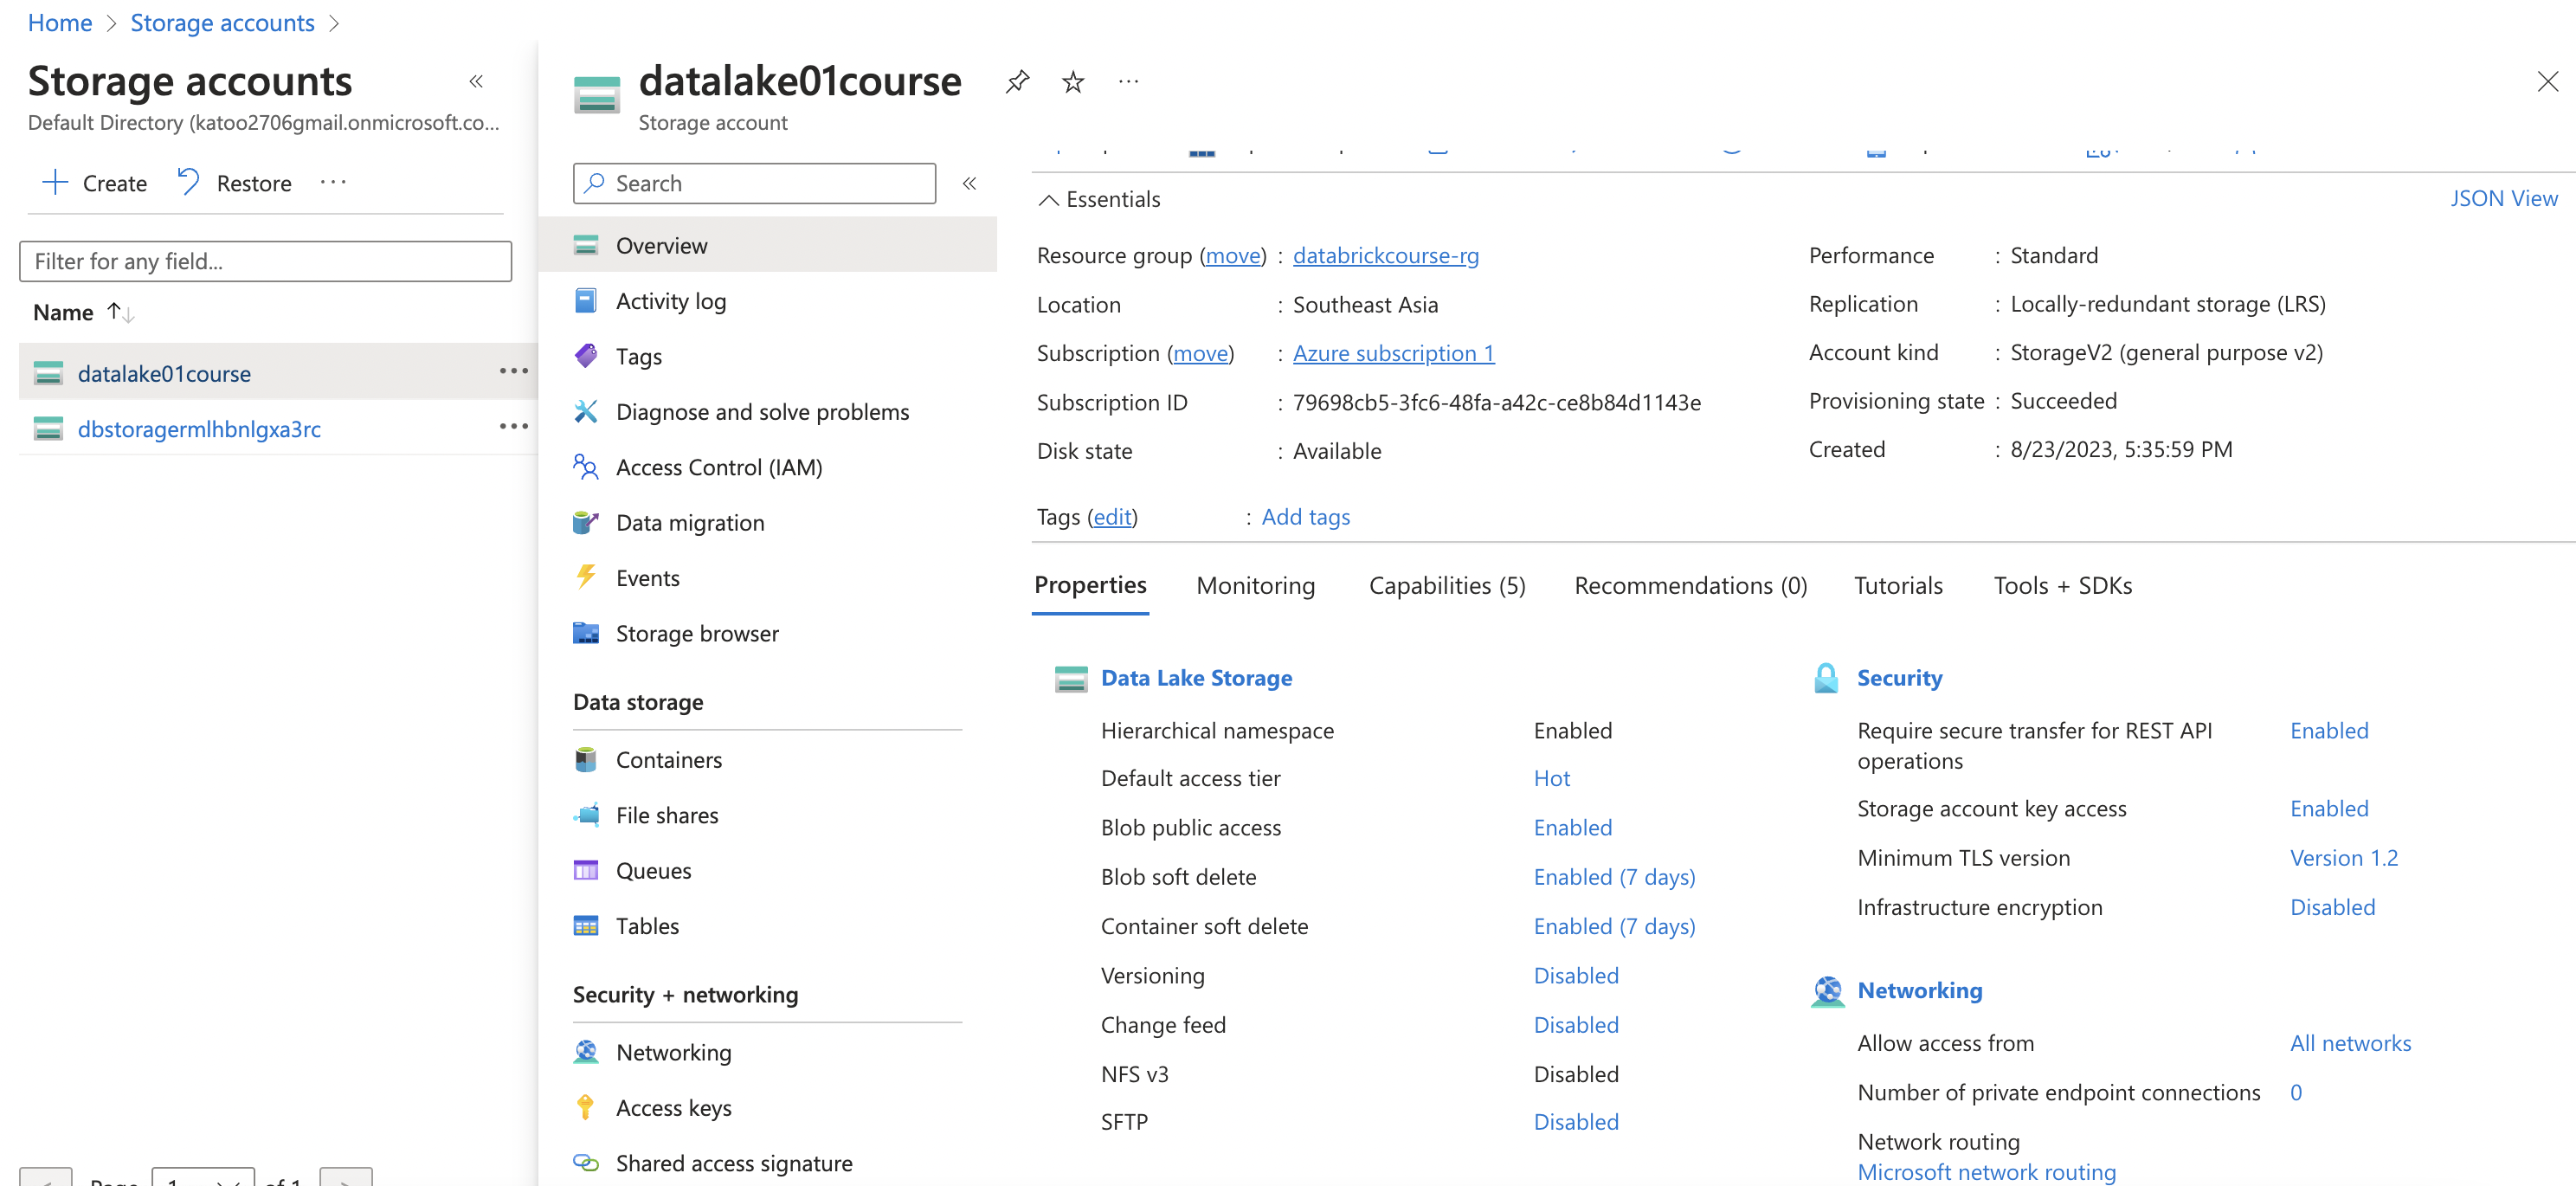 Home > Storage accounts >
Storage accounts
Default Directory (katoo2706gmail.onmicrosoft.co...
Create Restore ...
Filter for any field...
Name
datalake01course ...
dbstoragermlhbnlgxa3rc ...
Page 1 of 1
datalake01course ...
Storage account
Search
Overview
Activity log
Tags
Diagnose and solve problems
Access Control (IAM)
Data migration
Events
Storage browser
Data storage
Containers
File shares
Queues
Tables
Security + networking
Networking
Access keys
Shared access signature
Essentials
JSON View
Resource group (move) : databrickcourse-rg
Location : Southeast Asia
Subscription (move) : Azure subscription 1
Subscription ID : 79698cb5-3fc6-48fa-a42c-ce8b84d1143e
Disk state : Available
Performance : Standard
Replication : Locally-redundant storage (LRS)
Account kind : StorageV2 (general purpose v2)
Provisioning state : Succeeded
Created : 8/23/2023, 5:35:59 PM
Tags (edit) : Add tags
Properties Monitoring Capabilities (5) Recommendations (0) Tutorials Tools + SDKs
Data Lake Storage
Hierarchical namespace Enabled
Default access tier Hot
Blob public access Enabled
Blob soft delete Enabled (7 days)
Container soft delete Enabled (7 days)
Versioning Disabled
Change feed Disabled
NFS v3 Disabled
SFTP Disabled
Security
Require secure transfer for REST API Enabled
operations
Storage account key access Enabled
Minimum TLS version Version 1.2
Infrastructure encryption Disabled
Networking
Allow access from All networks
Number of private endpoint connections 0
Network routing
Microsoft network routing